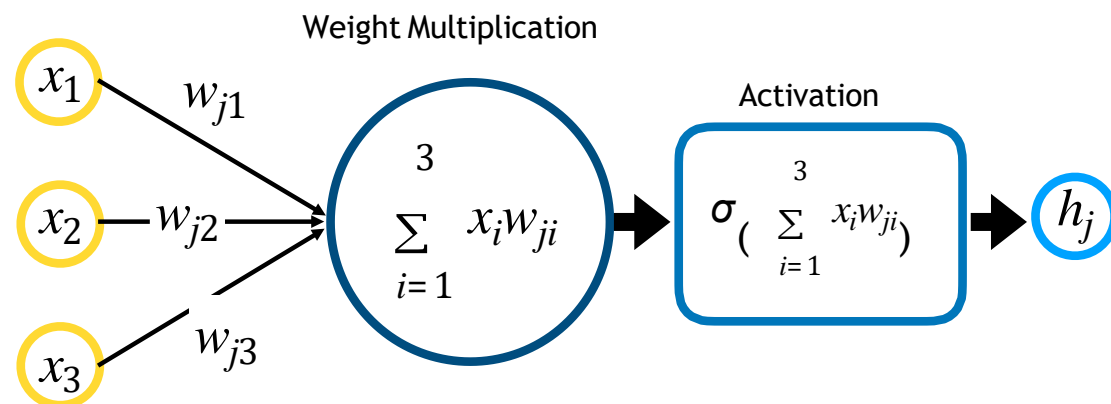 Weight Multiplication
Activation
x1
wj1
x2
wj2
x3
wj3
3
∑ xiwji
i=1
3
σ( ∑ xiwji)
i=1
hj